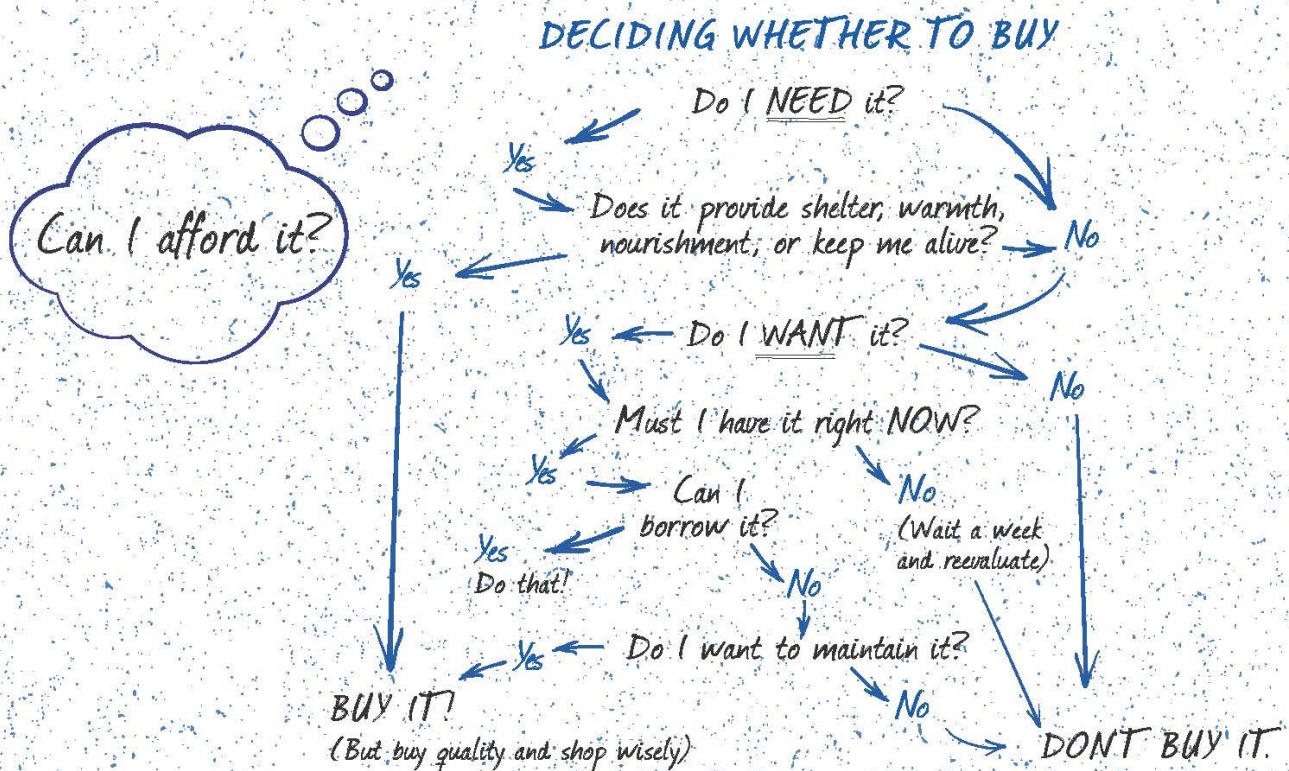 DECIDING WHETHER TO BUY
Can I afford it?
Do I NEED it?
Yes
Does it provide shelter, warmth,
nourishment, or keep me alive?
No
Yes
Do I WANT it?
Yes
No
Must I have it right NOW?
Yes
No
(Wait a week
and reevaluate)
Can I
borrow it?
Yes
Do that!
No
Do I want to maintain it?
Yes
No
BUY IT!
(But buy quality and shop wisely)
DONT BUY IT.